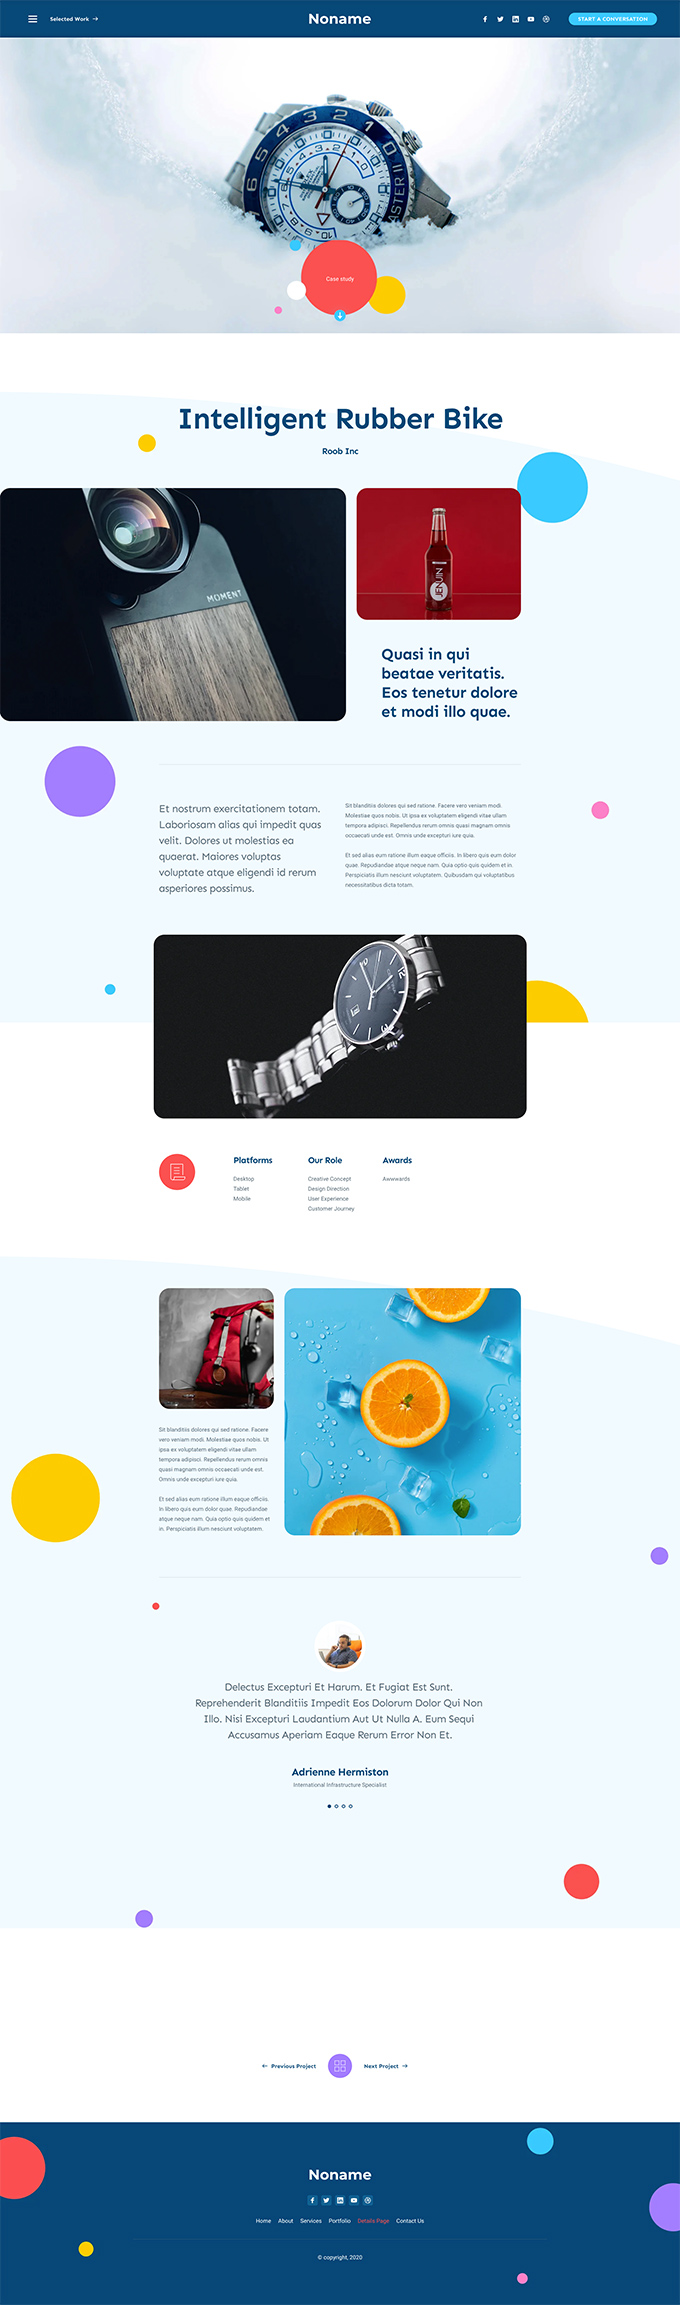 Selected Work →
Noname
START A CONVERSATION
Case study
Intelligent Rubber Bike
Roob Inc
MOMENT
JENUIN
Quasi in qui
beatae veritatis.
Eos tenetur dolore
et modi illo quae.
Et nostrum exercitationem totam.
Laboriosam alias qui impedit quas
velit. Dolores ut molestias ea
quaerat. Maiores voluptas
voluptate atque eligendi id rerum
asperiores possimus.
Sit blanditiis dolores qui sed ratione. Facere vero veniam modi.
Molestiae quos nobis. Ut ipsa ex voluptatem eligendi vitae ullam
tempora adipisci. Repellendus rerum omnis quasi magnam omnis
occaecati unde est. Omnis unde excepturi iure quia.
Et sed alias eum ratione illum eaque officiis. In libero quis eum dolor
quae. Repudiandae atque neque nam. Quia optio quis quidem et in.
Perspiciatis illum nesciunt voluptatem. Quibusdam qui voluptatibus
necessitatibus dicta totam.
Platforms
Desktop
Tablet
Mobile
Our Role
Creative Concept
Design Direction
User Experience
Customer Journey
Awards
Awwwards
Sit blanditiis dolores qui sed ratione. Facere
vero veniam modi. Molestiae quos nobis. Ut
ipsa ex voluptatem eligendi vitae ullam
tempora adipisci. Repellendus rerum omnis
quasi magnam omnis occaecati unde est.
Omnis unde excepturi iure quia.
Et sed alias eum ratione illum eaque officiis.
In libero quis eum dolor quae. Repudiandae
atque neque nam. Quia optio quis quidem et
in. Perspiciatis illum nesciunt voluptatem.
Delectus Excepturi Et Harum. Et Fugiat Est Sunt.
Reprehenderit Blanditiis Impedit Eos Dolorum Dolor Qui Non
Illo. Nisi Excepturi Laudantium Aut Ut Nulla A. Eum Sequi
Accusamus Aperiam Eaque Rerum Error Non Et.
Adrienne Hermiston
International Infrastructure Specialist
← Previous Project
Next Project →
Noname
Home About Services Portfolio Details Page Contact Us
© copyright, 2020